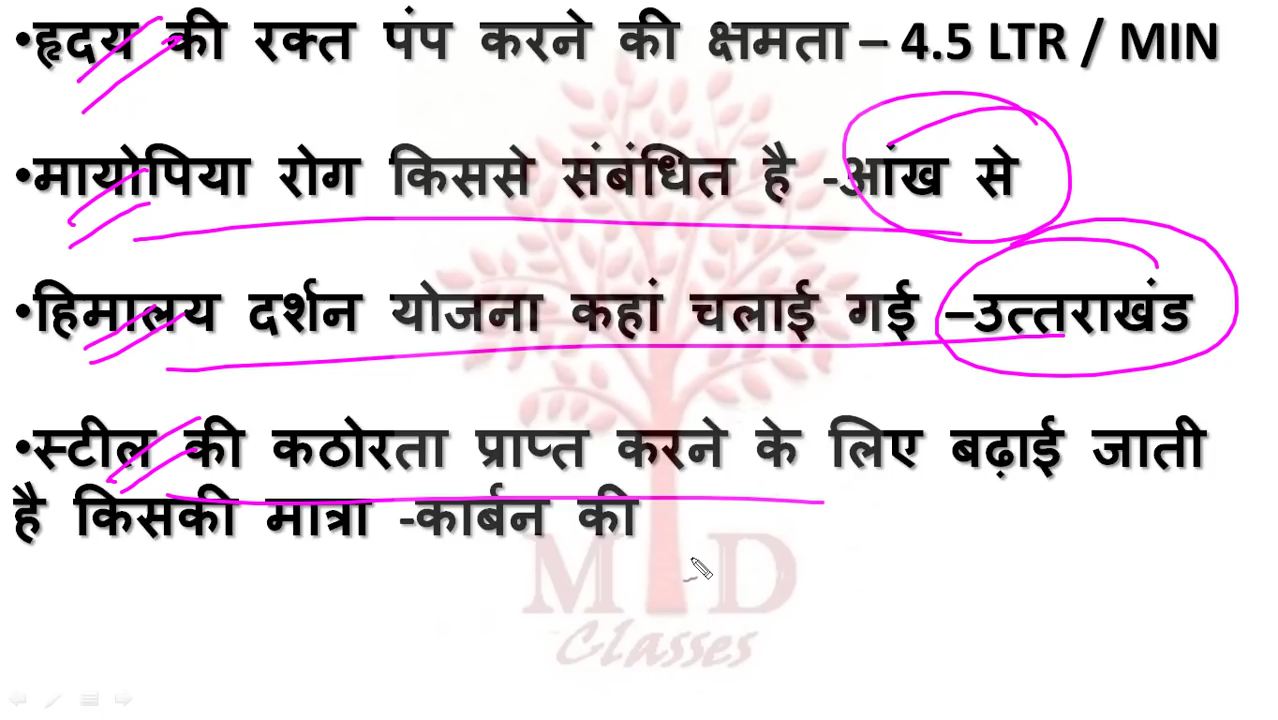 •हृदय की रक्त पंप करने की क्षमता – 4.5 LTR / MIN
•मायोपिया रोग किससे संबंधित है -आंख से
•हिमालय दर्शन योजना कहां चलाई गई –उत्तराखंड
•स्टील की कठोरता प्राप्त करने के लिए बढ़ाई जाती
है किसकी मात्रा -कार्बन की
M D
Classes